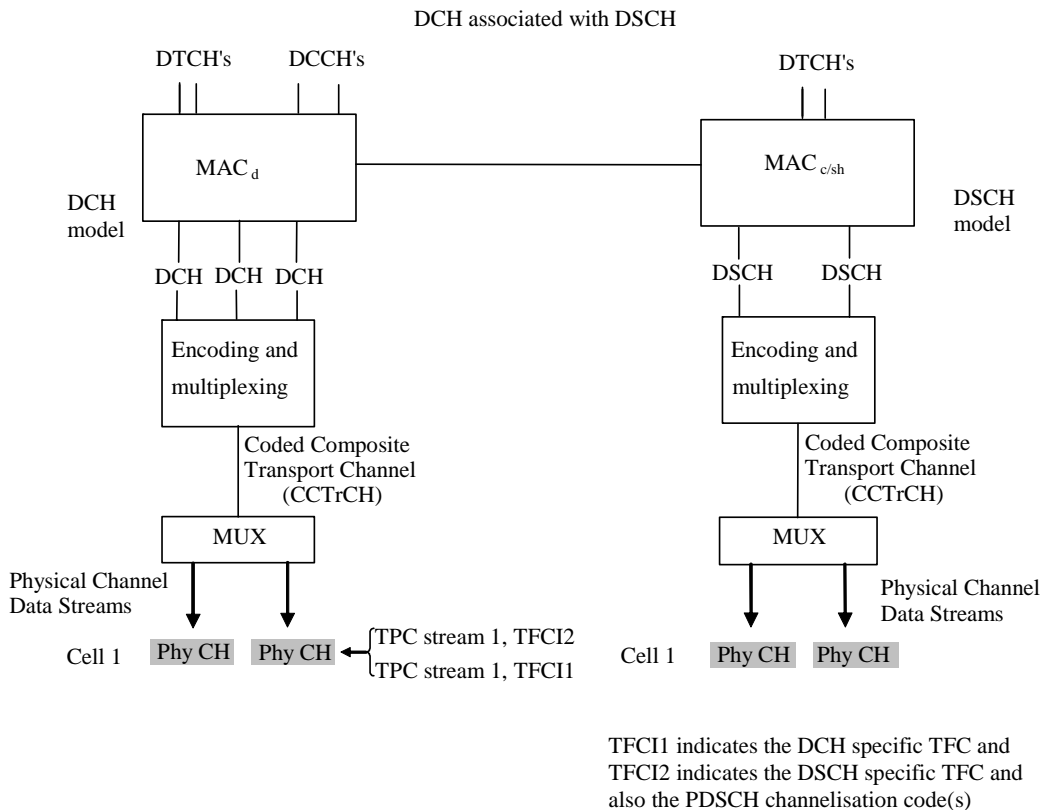 DCH associated with DSCH
DTCH's
DCCH's
DTCH's
MAC d
MAC c/sh
DCH
model
DSCH
model
DCH
DCH
DCH
DSCH
DSCH
Encoding and
multiplexing
Encoding and
multiplexing
Coded Composite
Transport Channel
(CCTrCH)
Coded Composite
Transport Channel
(CCTrCH)
MUX
MUX
Physical Channel
Data Streams
Physical Channel
Data Streams
Cell 1
Phy CH
Phy CH
TPC stream 1, TFCI2
TPC stream 1, TFCI1
Cell 1
Phy CH
Phy CH
TFCI1 indicates the DCH specific TFC and
TFCI2 indicates the DSCH specific TFC and
also the PDSCH channelisation code(s)